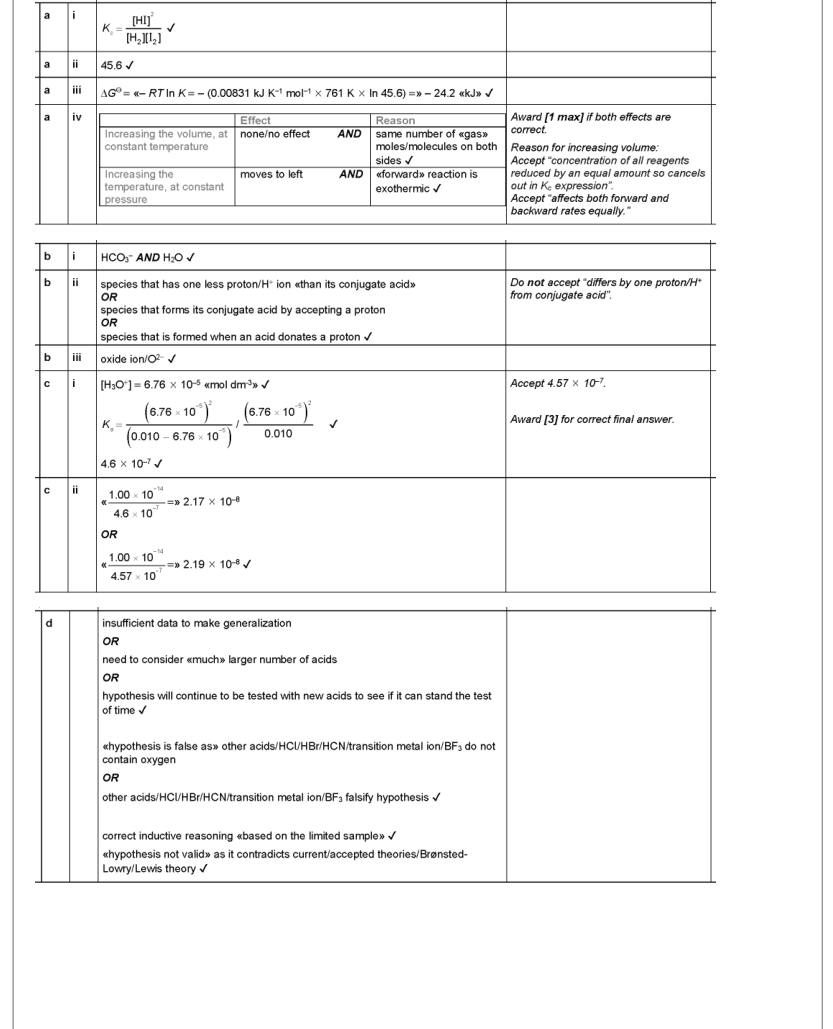 a i K_c = [HI]² / [H₂][I₂] ✓
a ii 45.6 ✓
a iii ΔG⦵ = «– RT ln K = – (0.00831 kJ K⁻¹ mol⁻¹ × 761 K × ln 45.6) =» – 24.2 «kJ» ✓
a iv
Effect Reason
Increasing the volume, at none/no effect AND same number of «gas»
constant temperature moles/molecules on both
sides ✓
Increasing the moves to left AND «forward» reaction is
temperature, at constant exothermic ✓
pressure
Award [1 max] if both effects are
correct.
Reason for increasing volume:
Accept “concentration of all reagents
reduced by an equal amount so cancels
out in K_c expression”.
Accept “affects both forward and
backward rates equally.”
b i HCO₃⁻ AND H₂O ✓
b ii species that has one less proton/H⁺ ion «than its conjugate acid»
OR
species that forms its conjugate acid by accepting a proton
OR
species that is formed when an acid donates a proton ✓
Do not accept “differs by one proton/H⁺
from conjugate acid”.
b iii oxide ion/O²⁻ ✓
c i [H₃O⁺] = 6.76 × 10⁻⁵ «mol dm⁻³» ✓
K_a = (6.76 × 10⁻⁵)² / (0.010 – 6.76 × 10⁻⁵) / (6.76 × 10⁻⁵)² / 0.010 ✓
4.6 × 10⁻⁷ ✓
Accept 4.57 × 10⁻⁷.
Award [3] for correct final answer.
c ii «1.00 × 10⁻¹⁴ / 4.6 × 10⁻⁷ =» 2.17 × 10⁻⁸
OR
«1.00 × 10⁻¹⁴ / 4.57 × 10⁻⁷ =» 2.19 × 10⁻⁸ ✓
d insufficient data to make generalization
OR
need to consider «much» larger number of acids
OR
hypothesis will continue to be tested with new acids to see if it can stand the test
of time ✓
«hypothesis is false as» other acids/HCl/HBr/HCN/transition metal ion/BF₃ do not
contain oxygen
OR
other acids/HCl/HBr/HCN/transition metal ion/BF₃ falsify hypothesis ✓
correct inductive reasoning «based on the limited sample» ✓
«hypothesis not valid» as it contradicts current/accepted theories/Brønsted-
Lowry/Lewis theory ✓